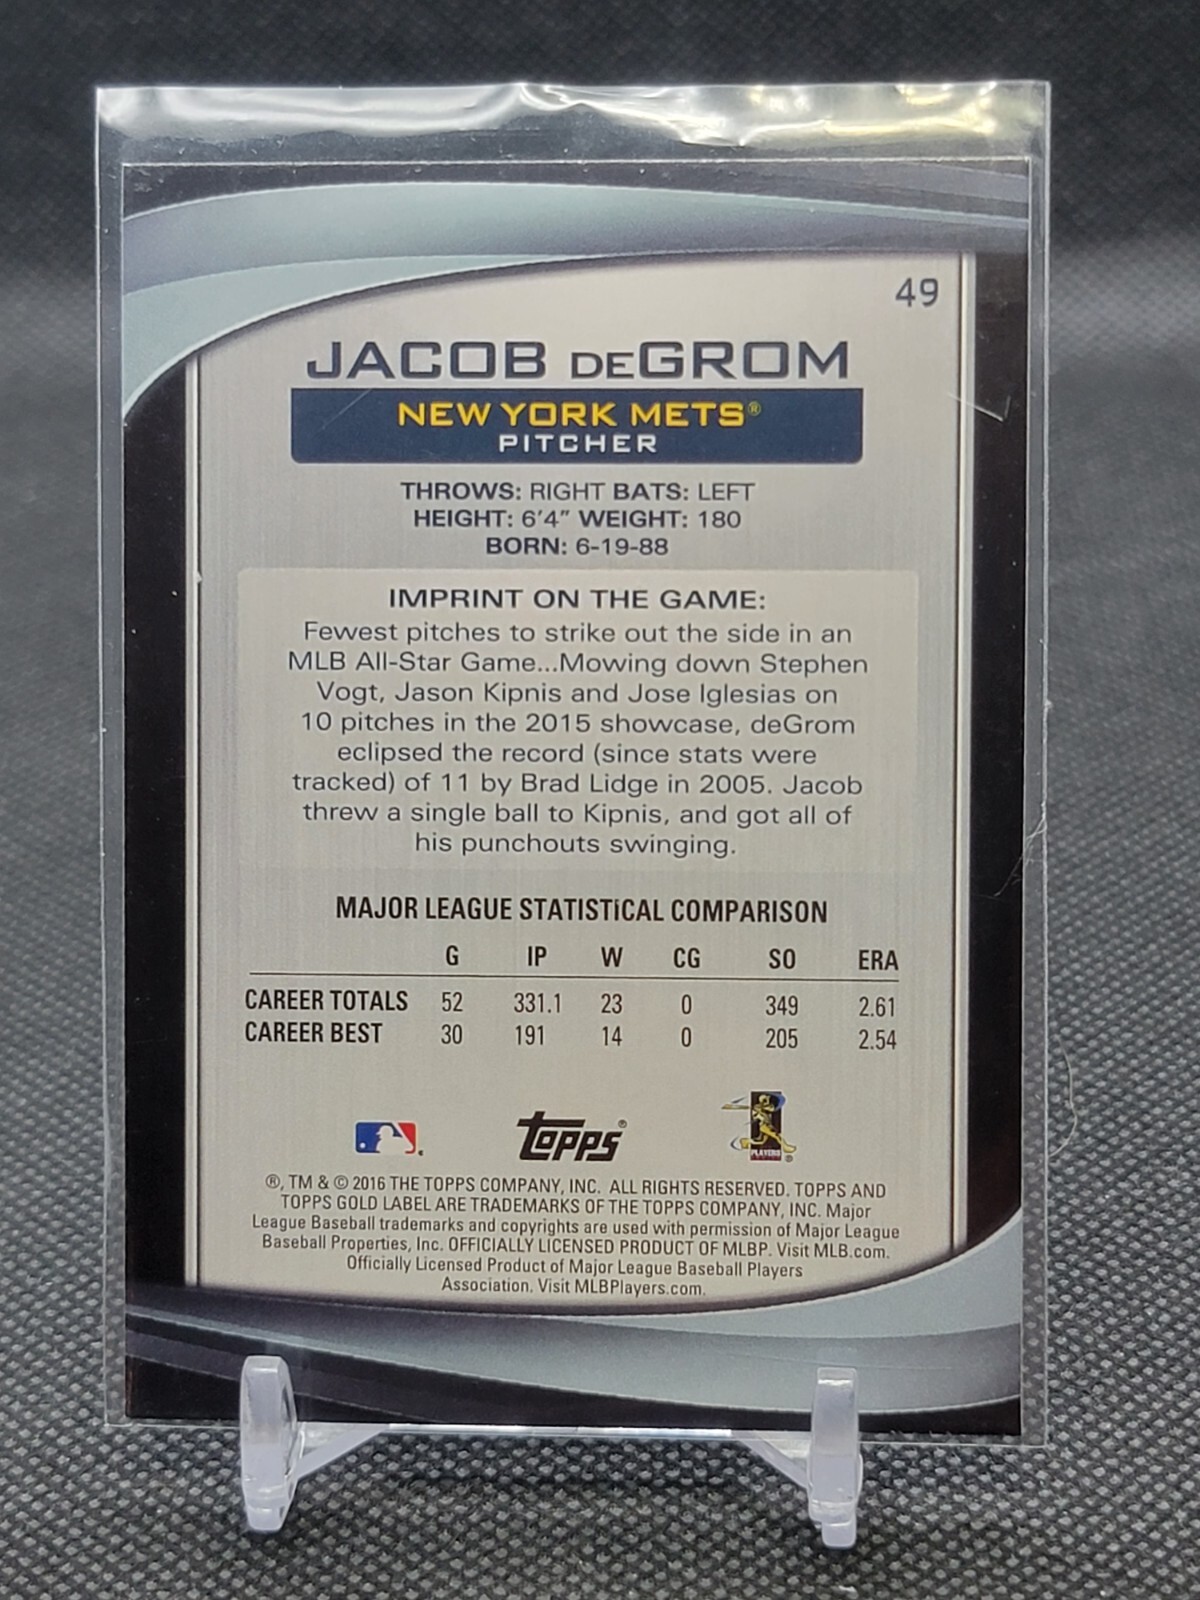 49
JACOB DEGROM
NEW YORK METS®
PITCHER
THROWS: RIGHT BATS: LEFT
HEIGHT: 6'4" WEIGHT: 180
BORN: 6-19-88
IMPRINT ON THE GAME:
Fewest pitches to strike out the side in an
MLB All-Star Game...Mowing down Stephen
Vogt, Jason Kipnis and Jose Iglesias on
10 pitches in the 2015 showcase, deGrom
eclipsed the record (since stats were
tracked) of 11 by Brad Lidge in 2005. Jacob
threw a single ball to Kipnis, and got all of
his punchouts swinging.
MAJOR LEAGUE STATISTICAL COMPARISON
G IP W CG SO ERA
CAREER TOTALS 52 331.1 23 0 349 2.61
CAREER BEST 30 191 14 0 205 2.54
Topps®
PLAYERS
®, TM & © 2016 THE TOPPS COMPANY, INC. ALL RIGHTS RESERVED. TOPPS AND
TOPPS GOLD LABEL ARE TRADEMARKS OF THE TOPPS COMPANY, INC. Major
League Baseball trademarks and copyrights are used with permission of Major League
Baseball Properties, Inc. OFFICIALLY LICENSED PRODUCT OF MLBP. Visit MLB.com.
Officially Licensed Product of Major League Baseball Players
Association. Visit MLBPlayers.com.